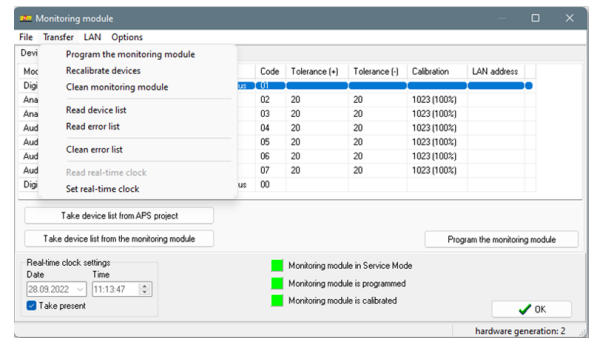 Monitoring module
File Transfer LAN Options
Devi
Program the monitoring module
Recalibrate devices
Clean monitoring module
Read device list
Read error list
Clean error list
Read real-time clock
Set real-time clock
Moc Code Tolerance (+) Tolerance (-) Calibration LAN address
Digi us 01
Ana 02 20 20 1023 (100%)
Ana 03 20 20 1023 (100%)
Aud 04 20 20 1023 (100%)
Aud 05 20 20 1023 (100%)
Aud 06 20 20 1023 (100%)
Aud 07 20 20 1023 (100%)
Digi us 00
Take device list from APS project
Take device list from the monitoring module
Program the monitoring module
Real-time clock settings
Date Time
28.09.2022 11:13:47
Take present
Monitoring module in Service Mode
Monitoring module is programmed
Monitoring module is calibrated
OK
hardware generation: 2